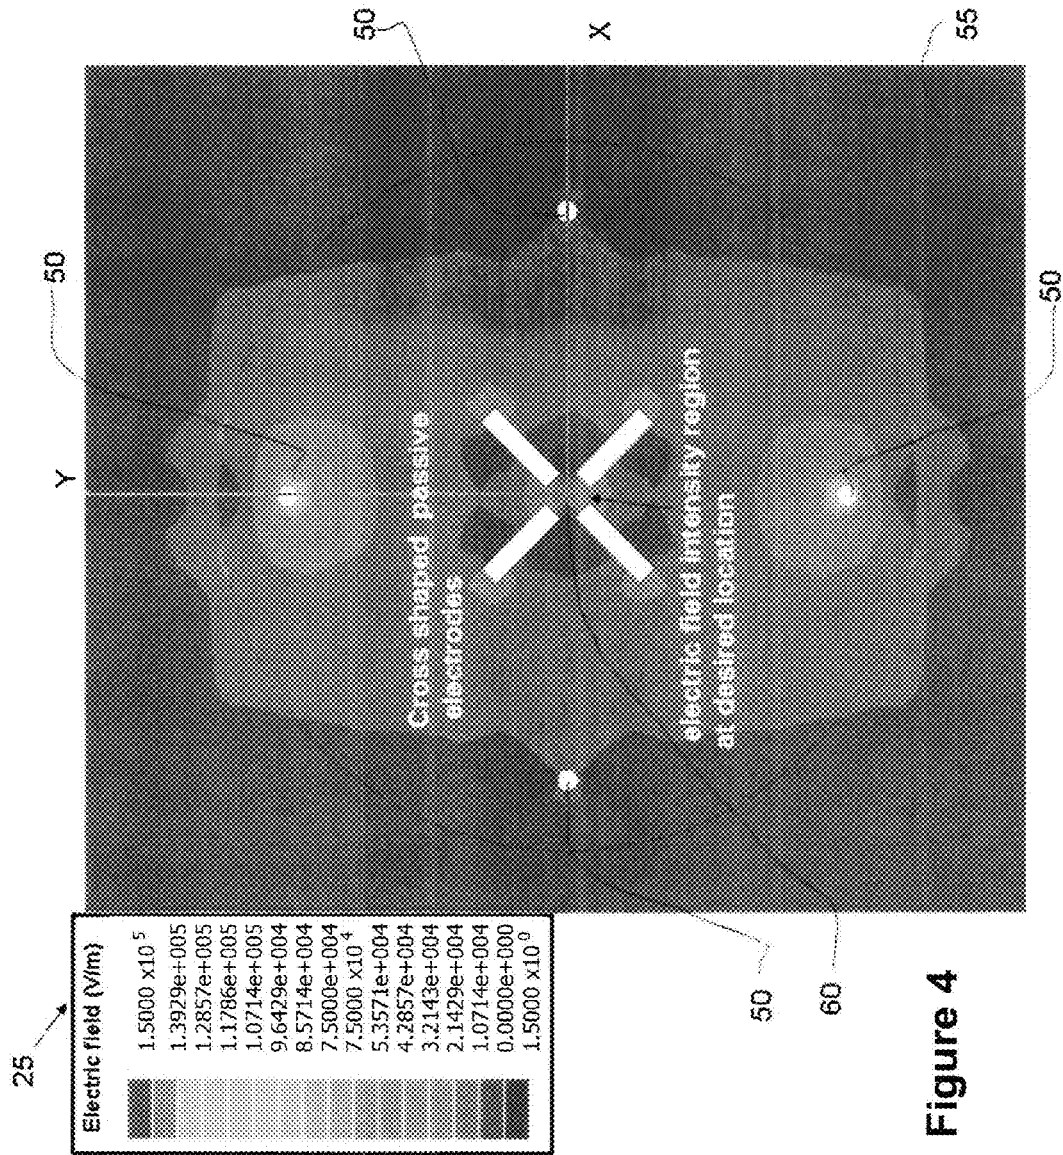 25
Electric field (V/m)
1.5000 x10 5
1.3929e+005
1.2857e+005
1.1786e+005
1.0714e+005
9.6429e+004
8.5714e+004
7.5000e+004
7.5000 x10 4
5.3571e+004
4.2857e+004
3.2143e+004
2.1429e+004
1.0714e+004
0.0000e+000
1.5000 x10 0
50
Y
50
X
Cross shaped passive
electrodes
electric field intensity region
at desired location
50
60
50
55
Figure 4